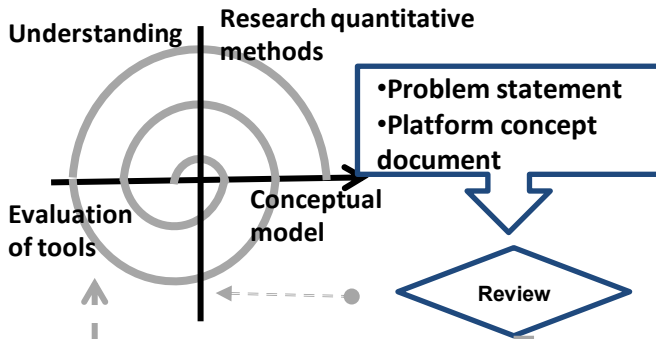 Understanding
Research quantitative
methods
•Problem statement
•Platform concept
document
Evaluation
of tools
Conceptual
model
Review